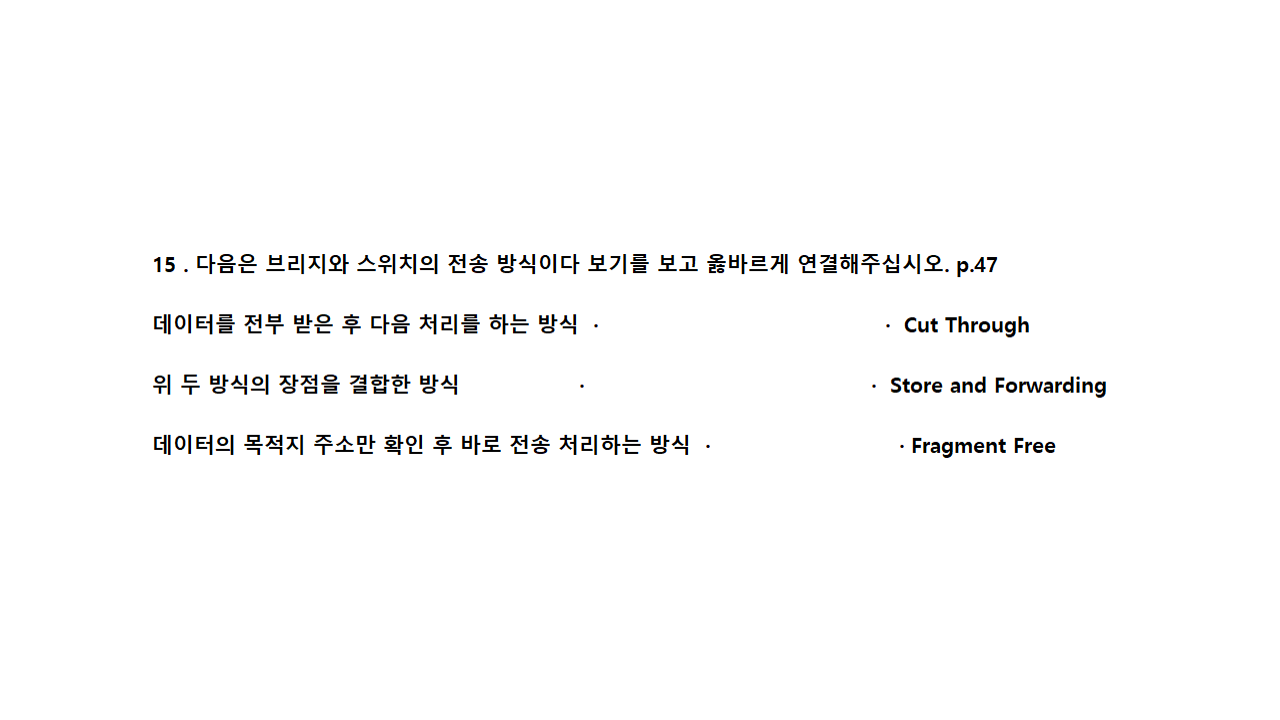 15 . 다음은 브리지와 스위치의 전송 방식이다 보기를 보고 옳바르게 연결해주십시오. p.47
데이터를 전부 받은 후 다음 처리를 하는 방식 · · Cut Through
위 두 방식의 장점을 결합한 방식 · · Store and Forwarding
데이터의 목적지 주소만 확인 후 바로 전송 처리하는 방식 · · Fragment Free